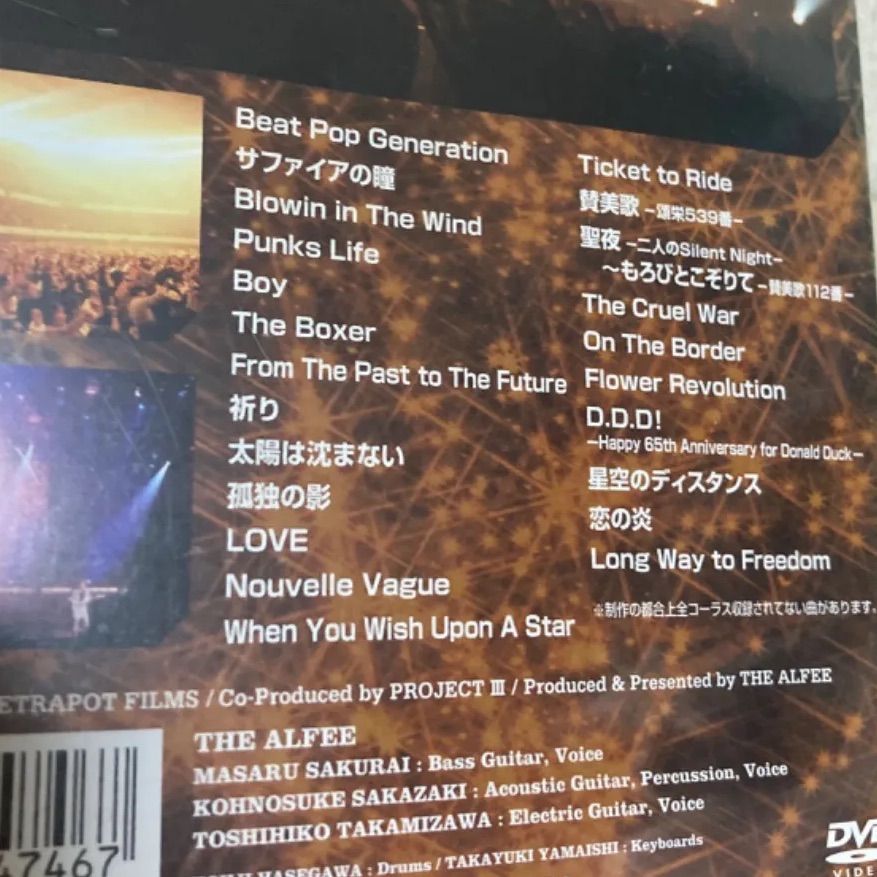 Beat Pop Generation
サファイアの瞳
Blowin in The Wind
Punks Life
Boy
The Boxer
From The Past to The Future
祈り
太陽は沈まない
孤独の影
LOVE
Nouvelle Vague
When You Wish Upon A Star
Ticket to Ride
賛美歌 −頌栄539番−
聖夜 −二人のSilent Night−
〜もろびとこぞりて −賛美歌112番−
The Cruel War
On The Border
Flower Revolution
D.D.D!
−Happy 65th Anniversary for Donald Duck−
星空のディスタンス
恋の炎
Long Way to Freedom
※制作の都合上全コーラス収録されてない曲があります。
ETRAPOT FILMS / Co-Produced by PROJECT III / Produced & Presented by THE ALFEE
THE ALFEE
MASARU SAKURAI : Bass Guitar, Voice
KOHNOSUKE SAKAZAKI : Acoustic Guitar, Percussion, Voice
TOSHIHIKO TAKAMIZAWA : Electric Guitar, Voice
HASEGAWA : Drums / TAKAYUKI YAMAISHI : Keyboards
47467
DVD
VIDEO